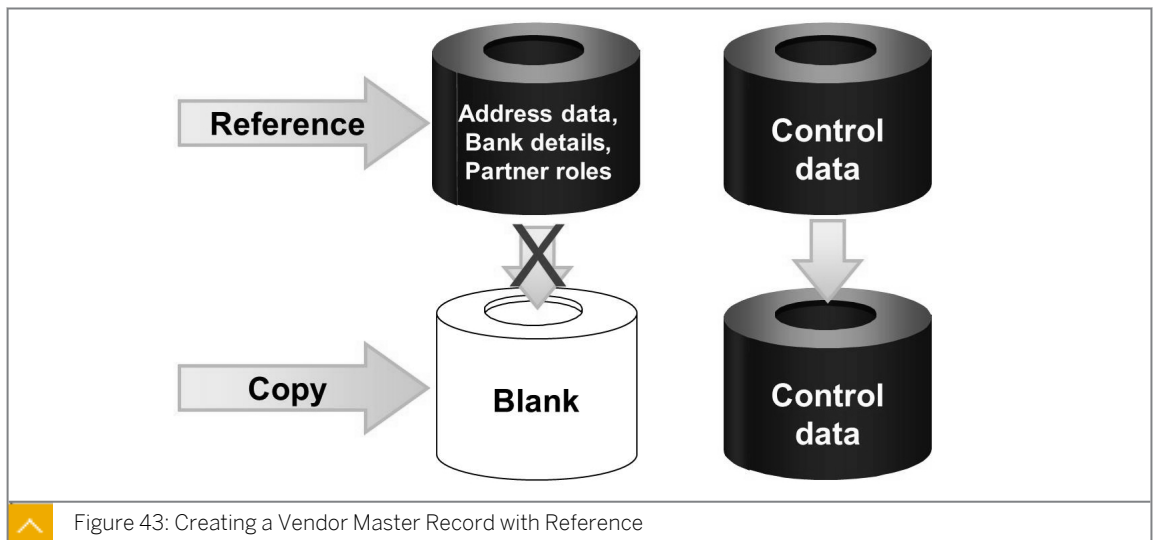 Reference
Address data,
Bank details,
Partner roles
Control
data
Copy
Blank
Control
data
Figure 43: Creating a Vendor Master Record with Reference